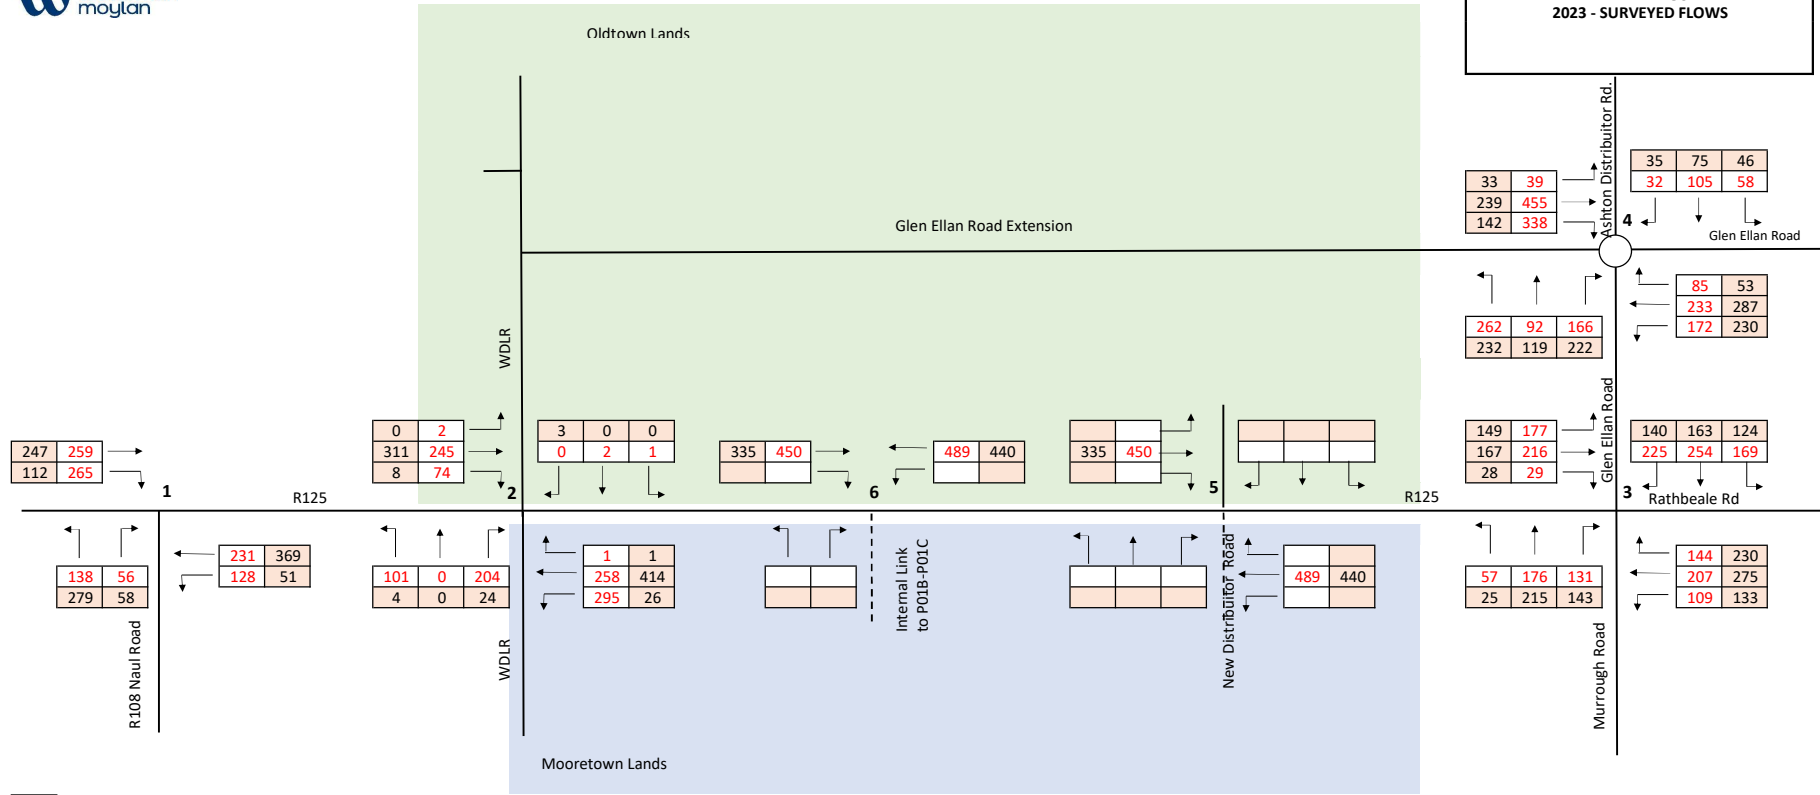 moylan
2023 - SURVEYED FLOWS
Oldtown Lands
Ashton Distribuitor Rd.
35 75 46
32 105 58
33 39
239 455
142 338
4
Glen Ellan Road
Glen Ellan Road Extension
85 53
233 287
172 230
262 92 166
232 119 222
WDLR
Glen Ellan Road
247 259
112 265
0 2
311 245
8 74
3 0 0
0 2 1
335 450
489 440
335 450
149 177
167 216
28 29
140 163 124
225 254 169
1
R125
2
6
5
R125
3
Rathbeale Rd
138 56
279 58
231 369
128 51
101 0 204
4 0 24
1 1
258 414
295 26
Internal Link
to P01B-P01C
New Distribuitor Road
489 440
57 176 131
25 215 143
144 230
207 275
109 133
R108 Naul Road
WDLR
Murrough Road
Mooretown Lands